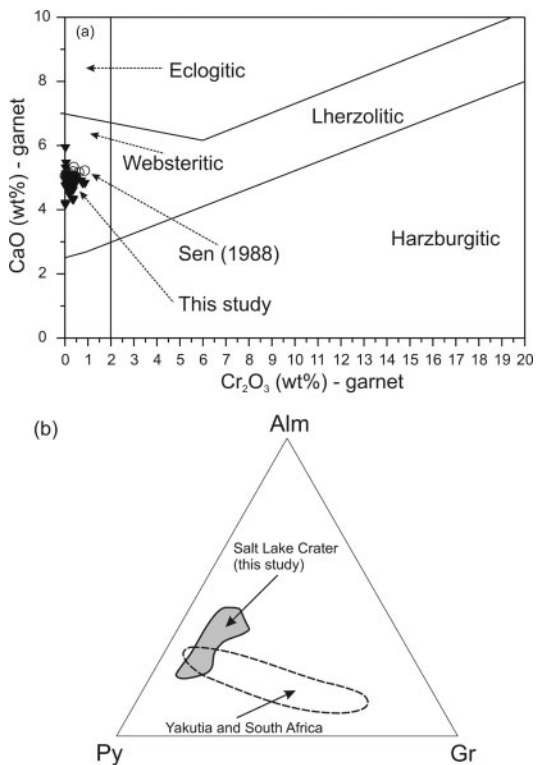 (a)
10
8
6
4
2
0
CaO (wt%) - garnet
Eclogitic
Websteritic
Lherzolitic
Harzburgitic
Sen (1988)
This study
0 1 2 3 4 5 6 7 8 9 10 11 12 13 14 15 16 17 18 19 20
Cr₂O₃ (wt%) - garnet
(b)
Alm
Salt Lake Crater
(this study)
Yakutia and South Africa
Py
Gr